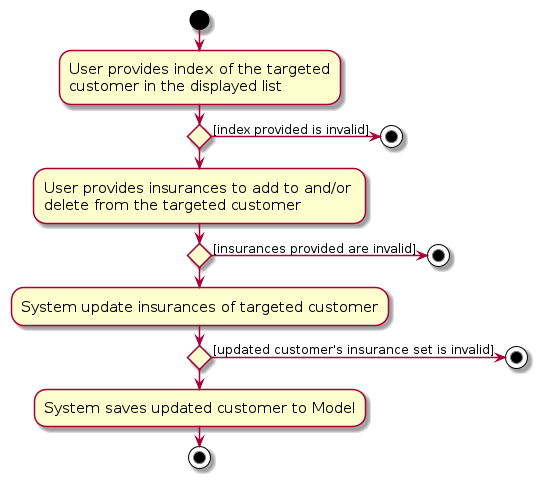 User provides index of the targeted
customer in the displayed list
[index provided is invalid]
User provides insurances to add to and/or
delete from the targeted customer
[insurances provided are invalid]
System update insurances of targeted customer
[updated customer's insurance set is invalid]
System saves updated customer to Model